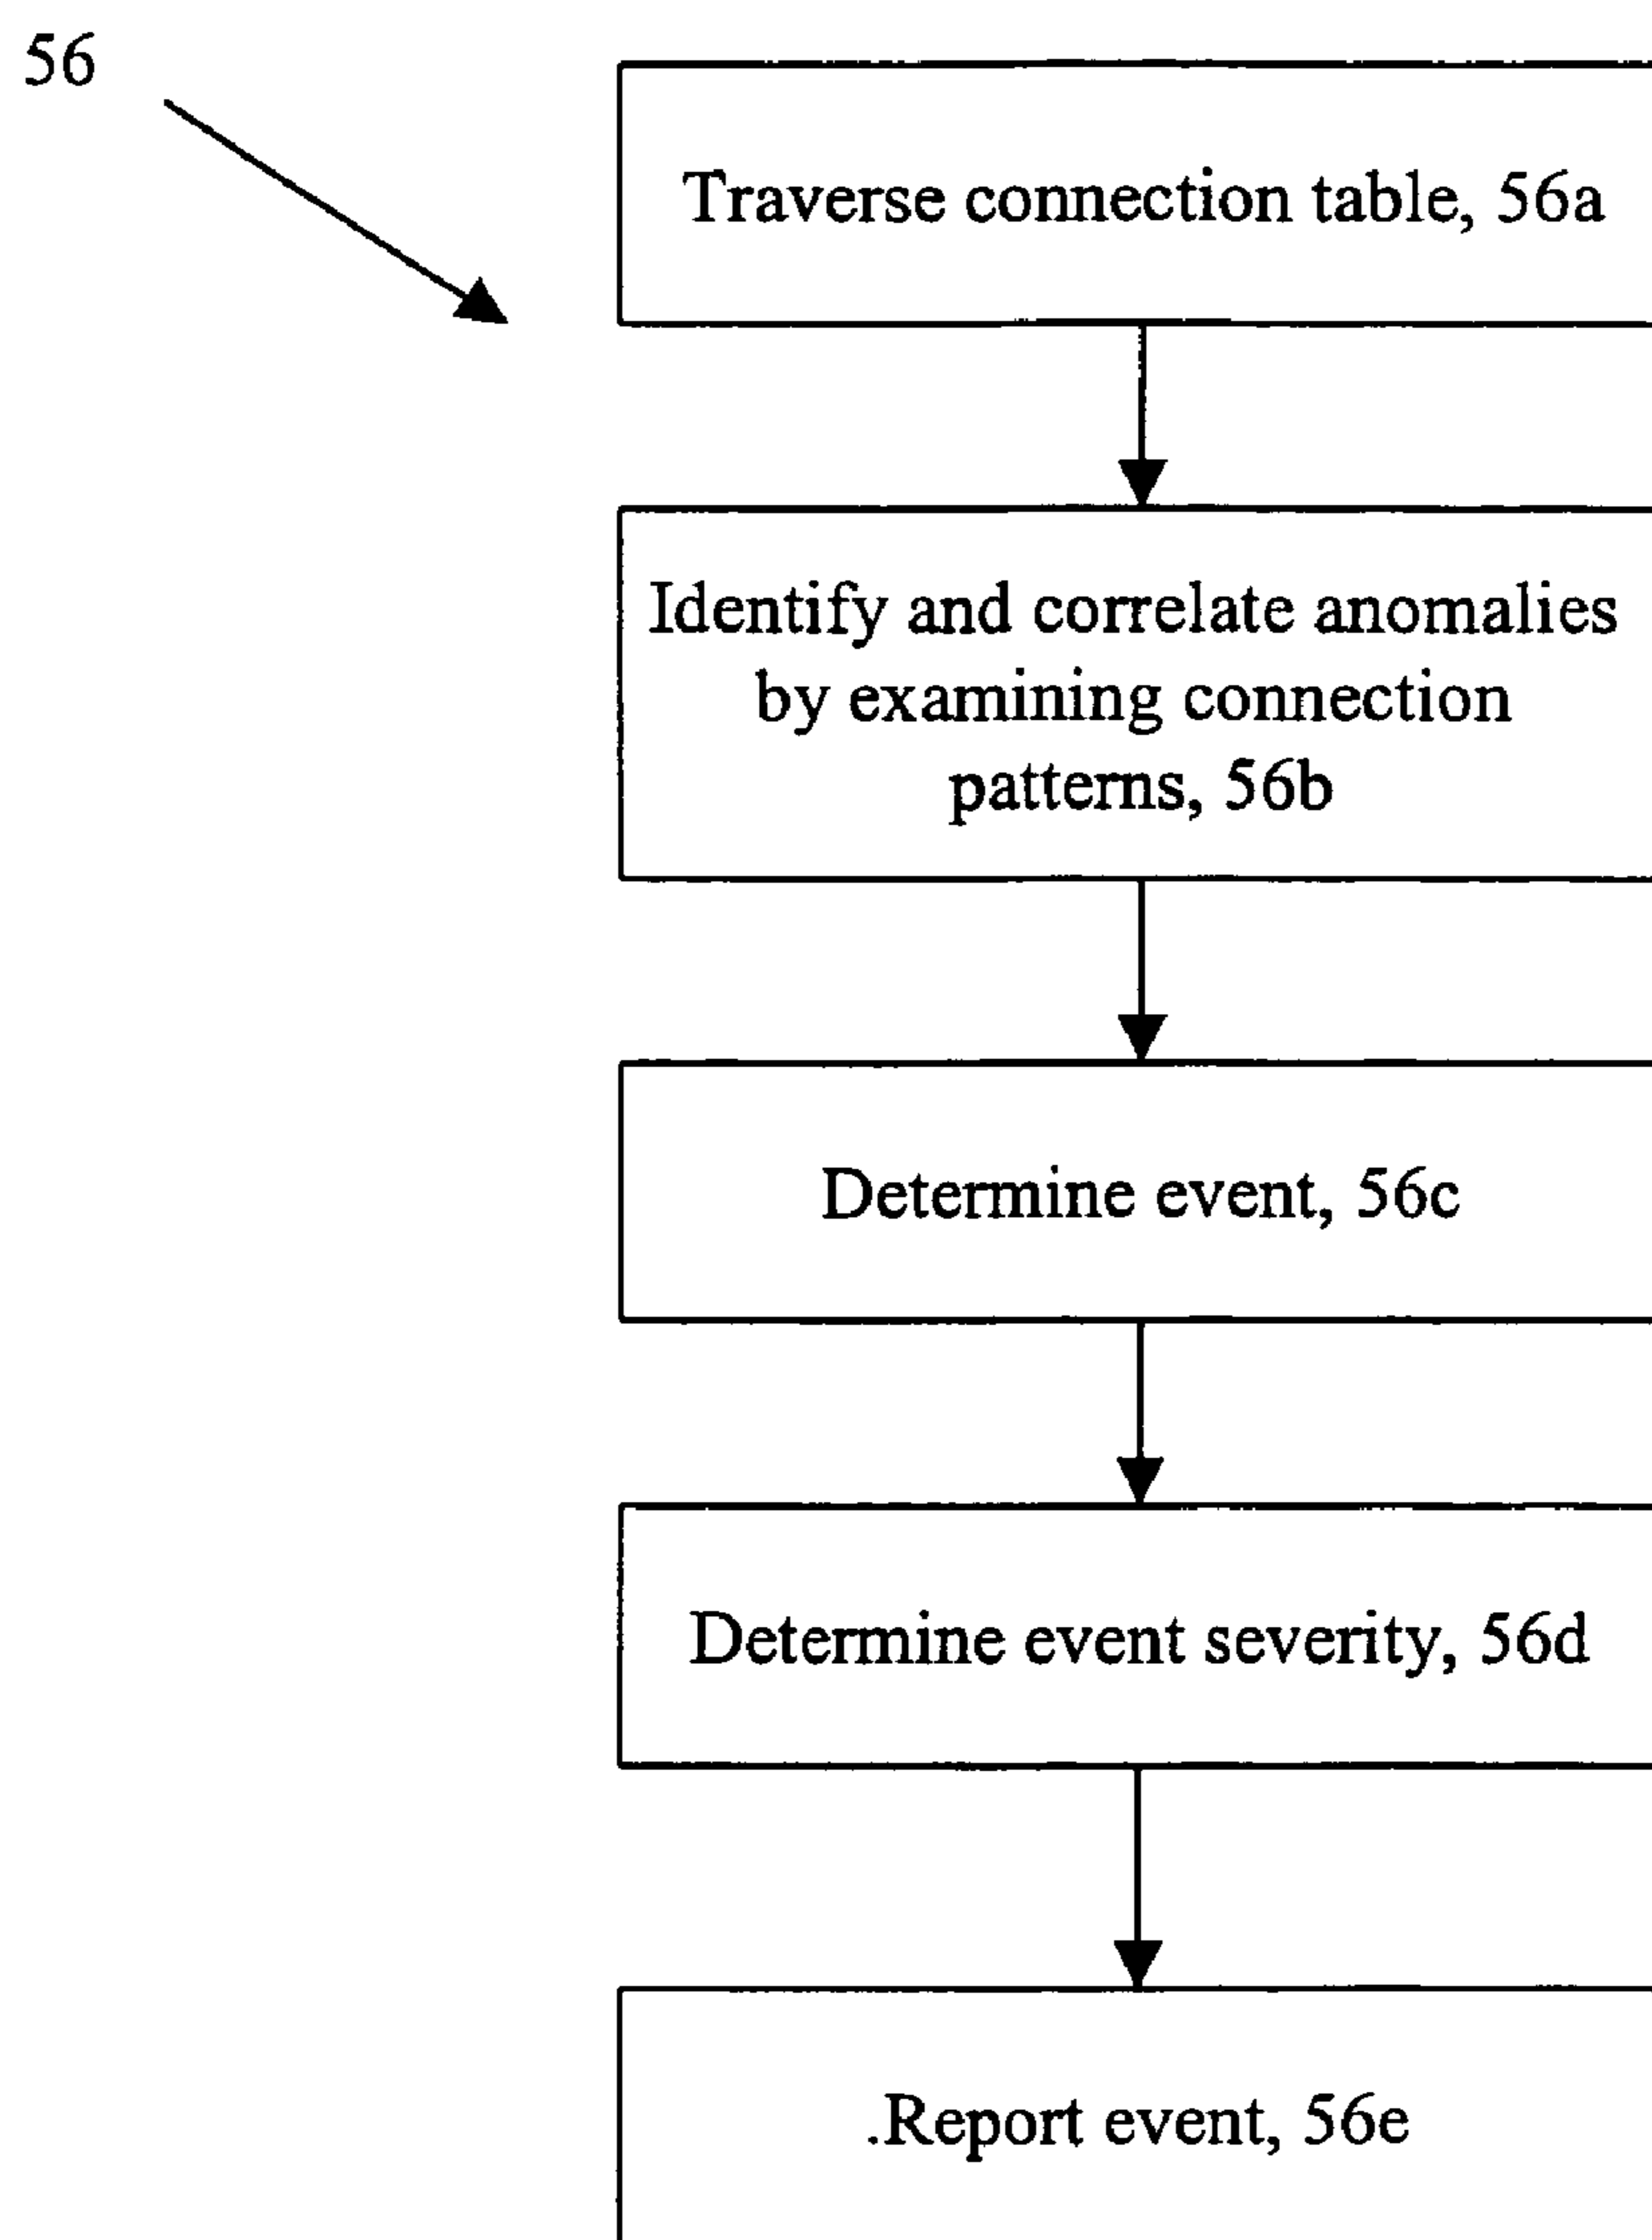 56
Traverse connection table, 56a
Identify and correlate anomalies
by examining connection
patterns, 56b
Determine event, 56c
Determine event severity, 56d
.Report event, 56e